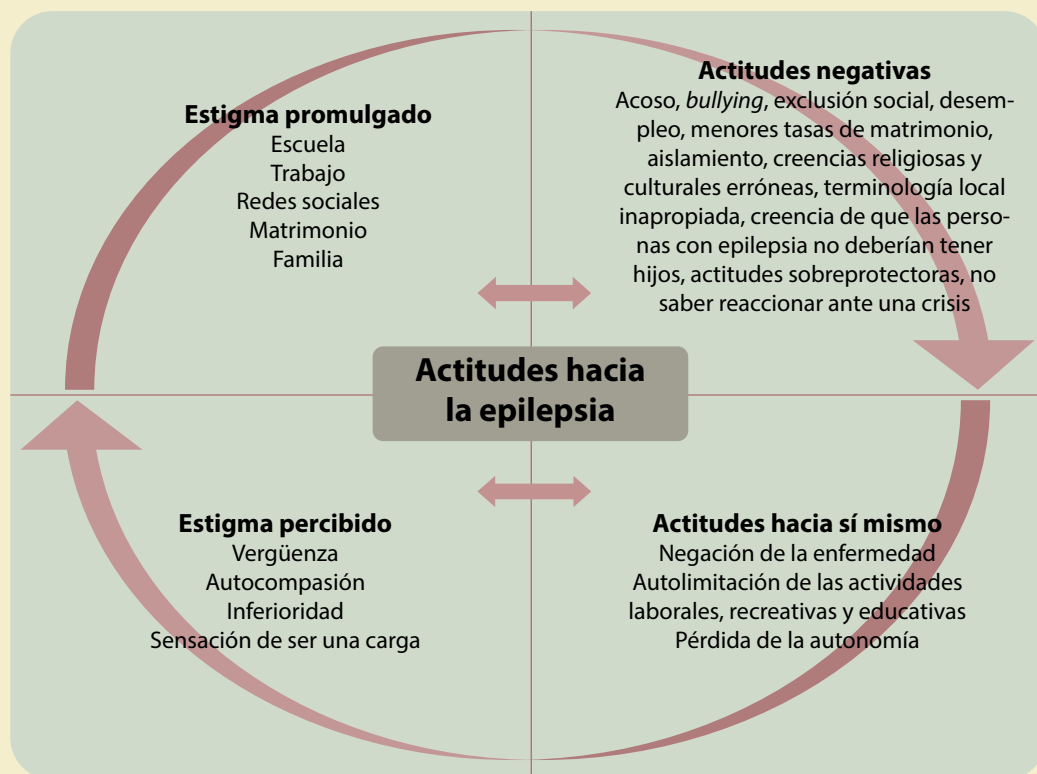 Estigma promulgado
Escuela
Trabajo
Redes sociales
Matrimonio
Familia
Actitudes negativas
Acoso, bullying, exclusión social, desem-
pleo, menores tasas de matrimonio,
aislamiento, creencias religiosas y
culturales erróneas, terminología local
inapropiada, creencia de que las perso-
nas con epilepsia no deberían tener
hijos, actitudes sobreprotectoras, no
saber reaccionar ante una crisis
Actitudes hacia
la epilepsia
Estigma percibido
Vergüenza
Autocompasión
Inferioridad
Sensación de ser una carga
Actitudes hacia sí mismo
Negación de la enfermedad
Autolimitación de las actividades
laborales, recreativas y educativas
Pérdida de la autonomía